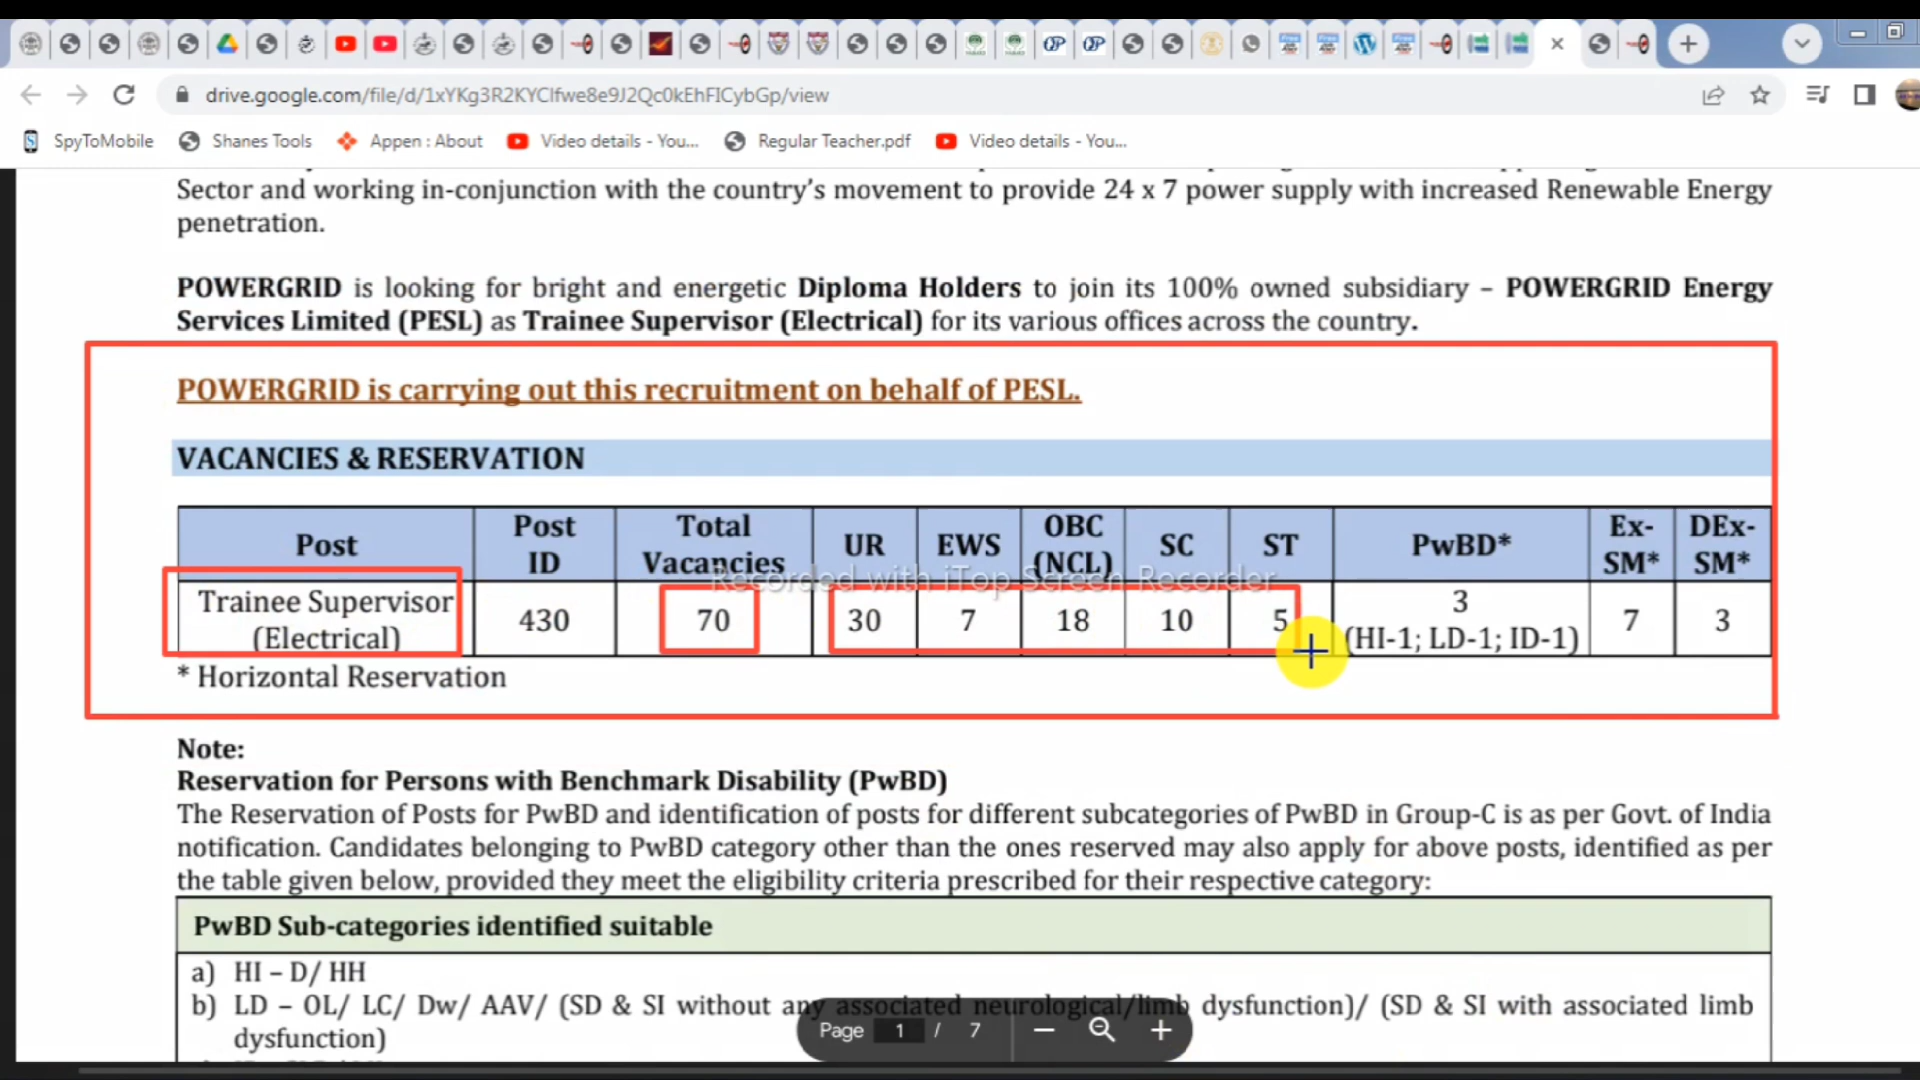 drive.google.com/file/d/1xYKg3R2KYClfwe8e9J2Qc0kEhFICybGp/view
SpyToMobile Shanes Tools Appen : About Video details - You... Regular Teacher.pdf Video details - You...
Sector and working in-conjunction with the country’s movement to provide 24 x 7 power supply with increased Renewable Energy
penetration.
POWERGRID is looking for bright and energetic Diploma Holders to join its 100% owned subsidiary – POWERGRID Energy
Services Limited (PESL) as Trainee Supervisor (Electrical) for its various offices across the country.
POWERGRID is carrying out this recruitment on behalf of PESL.
VACANCIES & RESERVATION
Post Post ID Total Vacancies UR EWS OBC (NCL) SC ST PwBD* Ex-SM* DEx-SM*
Recorded with iTop Screen Recorder
Trainee Supervisor (Electrical) 430 70 30 7 18 10 5 3 (HI-1; LD-1; ID-1) 7 3
* Horizontal Reservation
Note:
Reservation for Persons with Benchmark Disability (PwBD)
The Reservation of Posts for PwBD and identification of posts for different subcategories of PwBD in Group-C is as per Govt. of India
notification. Candidates belonging to PwBD category other than the ones reserved may also apply for above posts, identified as per
the table given below, provided they meet the eligibility criteria prescribed for their respective category:
PwBD Sub-categories identified suitable
a) HI – D/ HH
b) LD – OL/ LC/ Dw/ AAV/ (SD & SI without any associated neurological/limb dysfunction)/ (SD & SI with associated limb
dysfunction)
Page 1 / 7